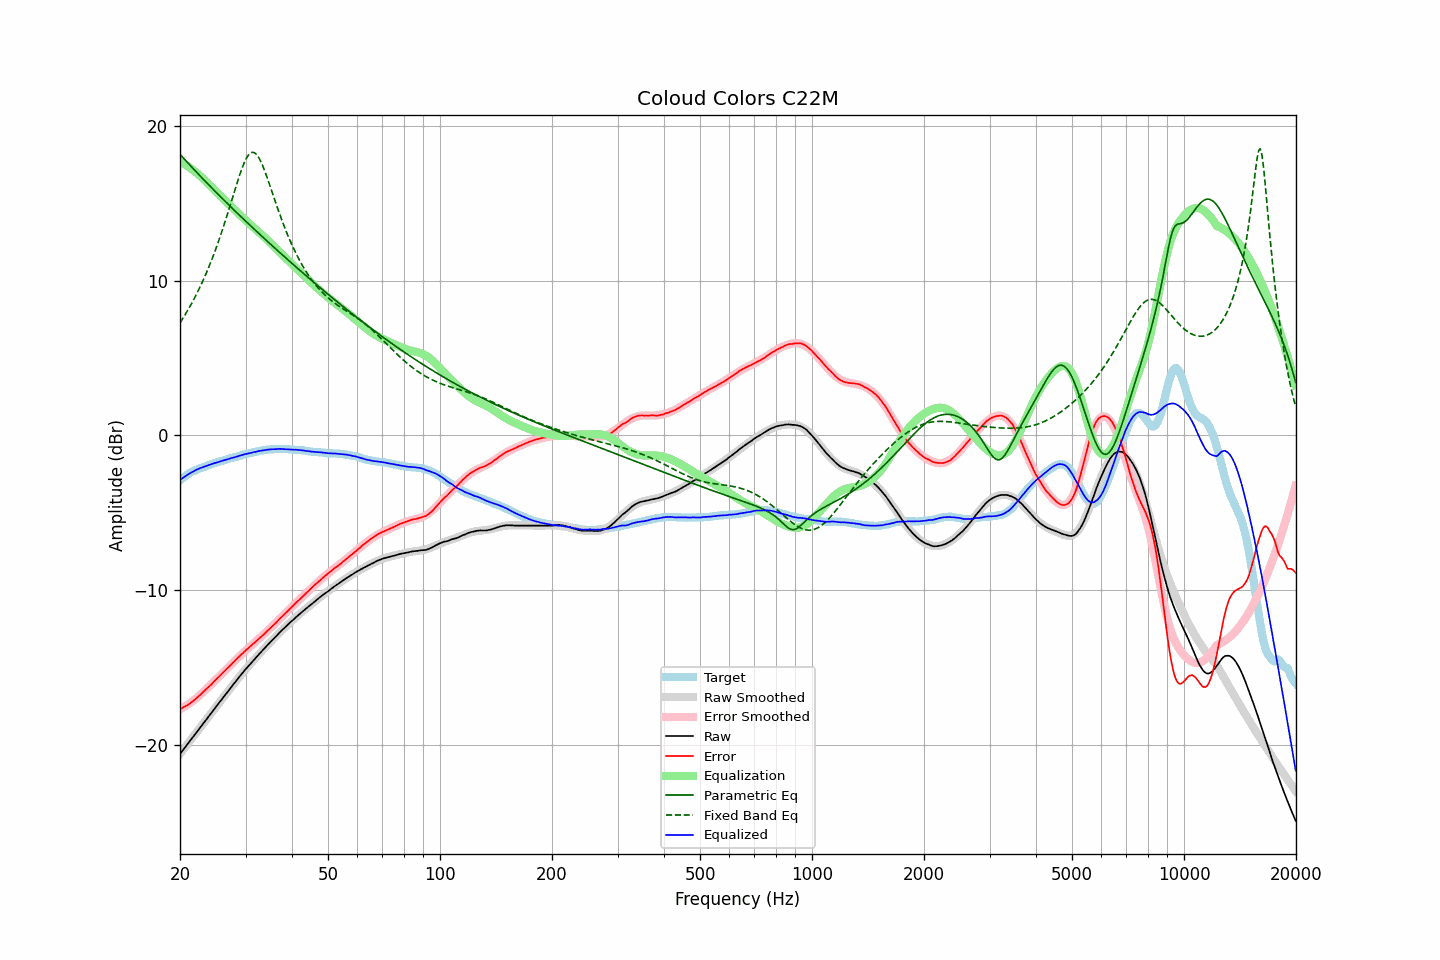 Coloud Colors C22M
Amplitude (dBr)
20
10
0
−10
−20
Target
Raw Smoothed
Error Smoothed
Raw
Error
Equalization
Parametric Eq
Fixed Band Eq
Equalized
20 50 100 200 500 1000 2000 5000 10000 20000
Frequency (Hz)